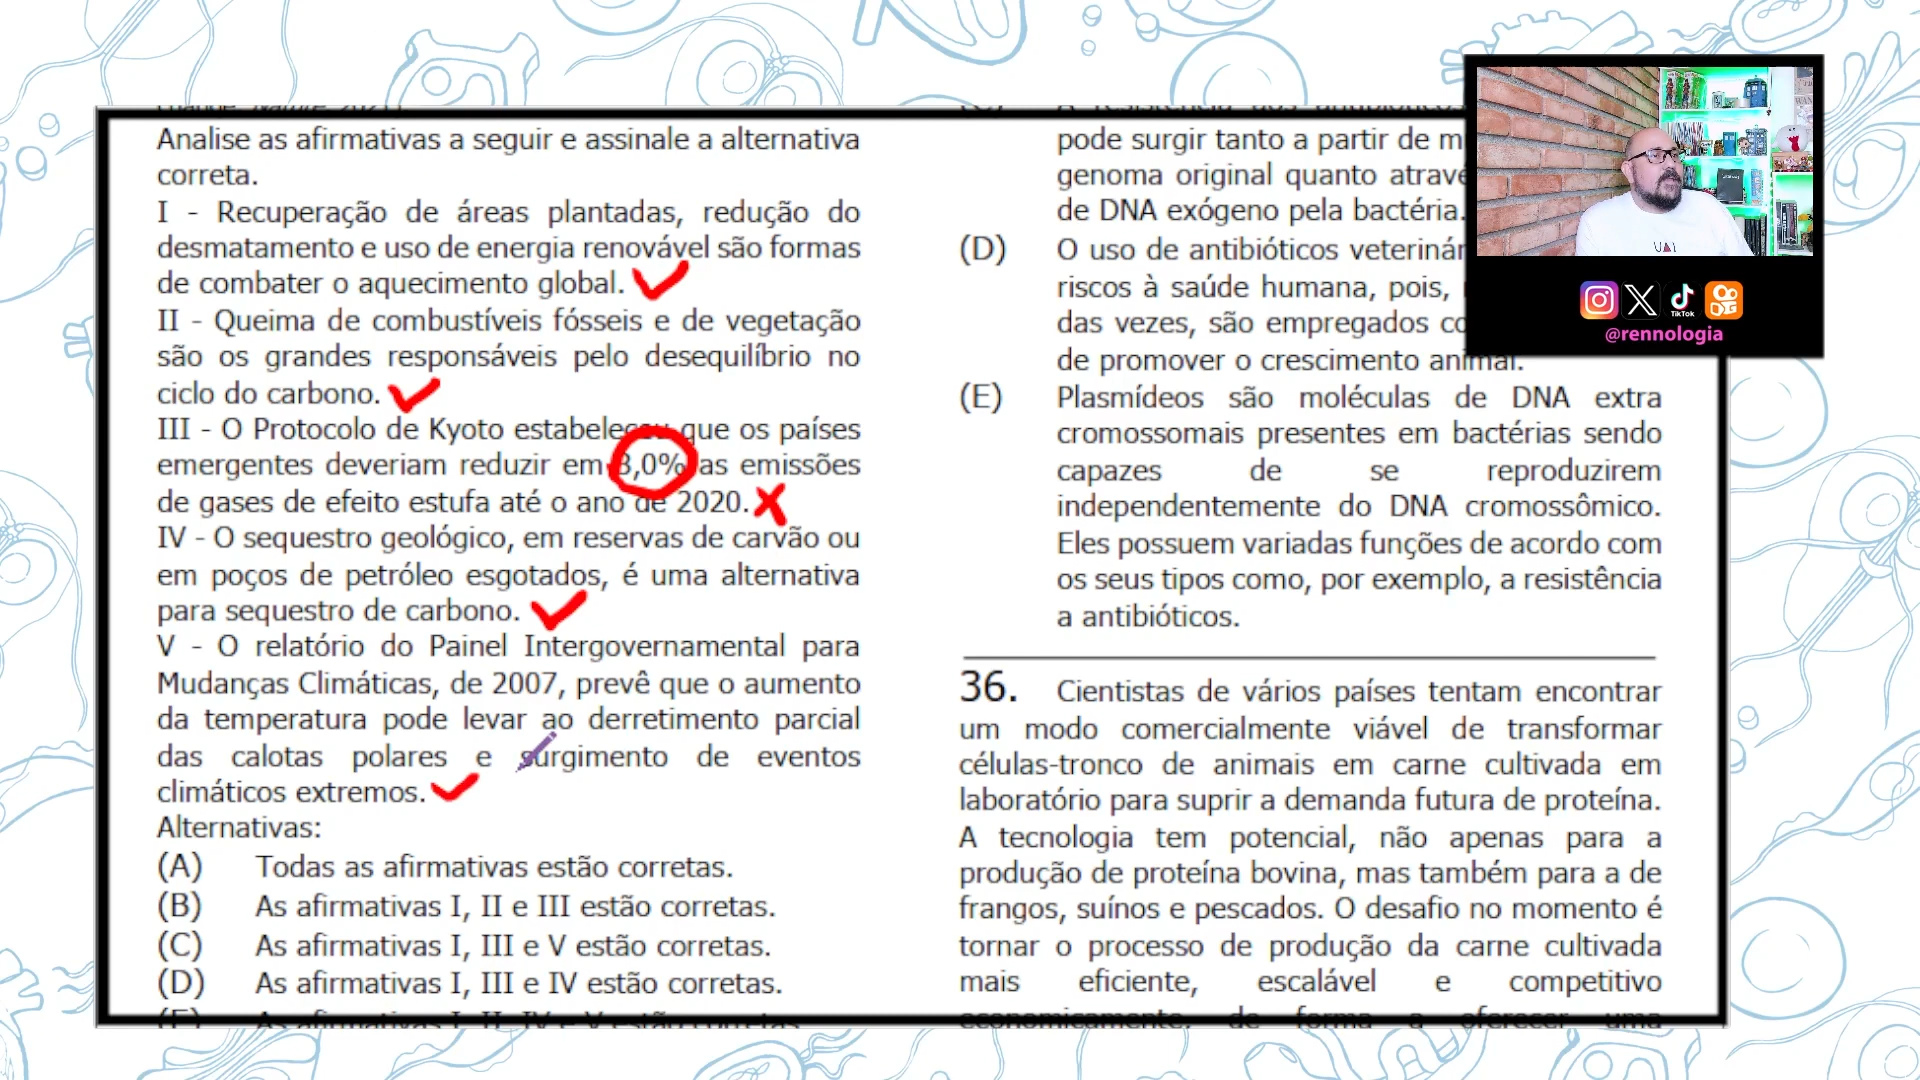 Analise as afirmativas a seguir e assinale a alternativa
correta.
I - Recuperação de áreas plantadas, redução do
desmatamento e uso de energia renovável são formas
de combater o aquecimento global.
II - Queima de combustíveis fósseis e de vegetação
são os grandes responsáveis pelo desequilíbrio no
ciclo do carbono.
III - O Protocolo de Kyoto estabeleceu que os países
emergentes deveriam reduzir em 3,0% as emissões
de gases de efeito estufa até o ano de 2020.
IV - O sequestro geológico, em reservas de carvão ou
em poços de petróleo esgotados, é uma alternativa
para sequestro de carbono.
V - O relatório do Painel Intergovernamental para
Mudanças Climáticas, de 2007, prevê que o aumento
da temperatura pode levar ao derretimento parcial
das calotas polares e surgimento de eventos
climáticos extremos.
Alternativas:
(A) Todas as afirmativas estão corretas.
(B) As afirmativas I, II e III estão corretas.
(C) As afirmativas I, III e V estão corretas.
(D) As afirmativas I, III e IV estão corretas.
(E) As afirmativas I, II, IV e V estão corretas.
pode surgir tanto a partir de
genoma original quanto
de DNA exógeno pela bactéria.
(D) O uso de antibióticos
riscos à saúde humana, pois,
das vezes, são empregados
de promover o crescimento animal.
(E) Plasmídeos são moléculas de DNA extra
cromossomais presentes em bactérias sendo
capazes de se reproduzirem
independentemente do DNA cromossômico.
Eles possuem variadas funções de acordo com
os seus tipos como, por exemplo, a resistência
a antibióticos.
36. Cientistas de vários países tentam encontrar
um modo comercialmente viável de transformar
células-tronco de animais em carne cultivada em
laboratório para suprir a demanda futura de proteína.
A tecnologia tem potencial, não apenas para a
produção de proteína bovina, mas também para a de
frangos, suínos e pescados. O desafio no momento é
tornar o processo de produção da carne cultivada
mais eficiente, escalável e competitivo
economicamente, de forma a oferecer uma
TikTok
@rennologia